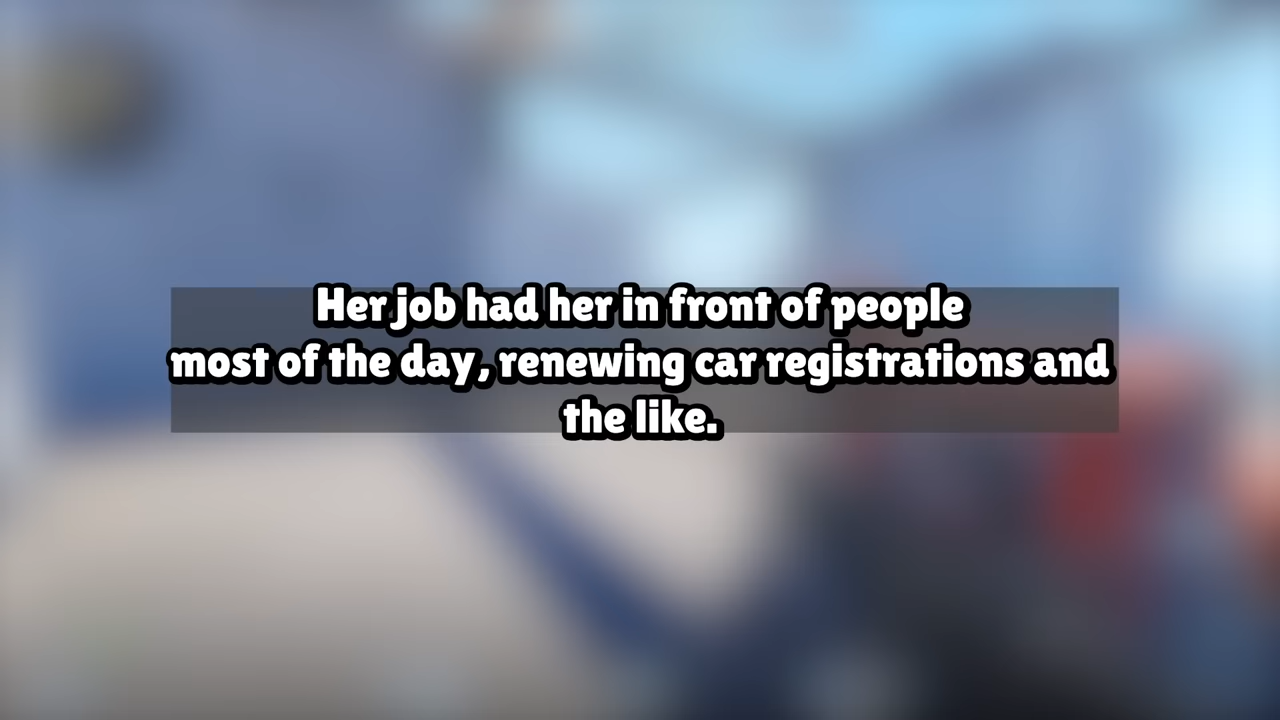 Her job had her in front of people
most of the day, renewing car registrations and
the like.